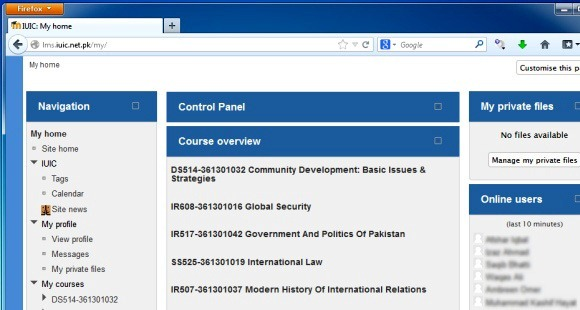 Firefox
IUIC: My home
lms.iuic.net.pk/my/
Google
My home
Customise this p
Navigation
My home
Site home
IUIC
Tags
Calendar
Site news
My profile
View profile
Messages
My private files
My courses
DS514-361301032
Control Panel
Course overview
DS514-361301032 Community Development: Basic Issues &
Strategies
IR608-361301016 Global Security
IR517-361301042 Government And Politics Of Pakistan
SS525-361301019 International Law
IR507-361301037 Modern History Of International Relations
My private files
No files available
Manage my private files
Online users
(last 10 minutes)